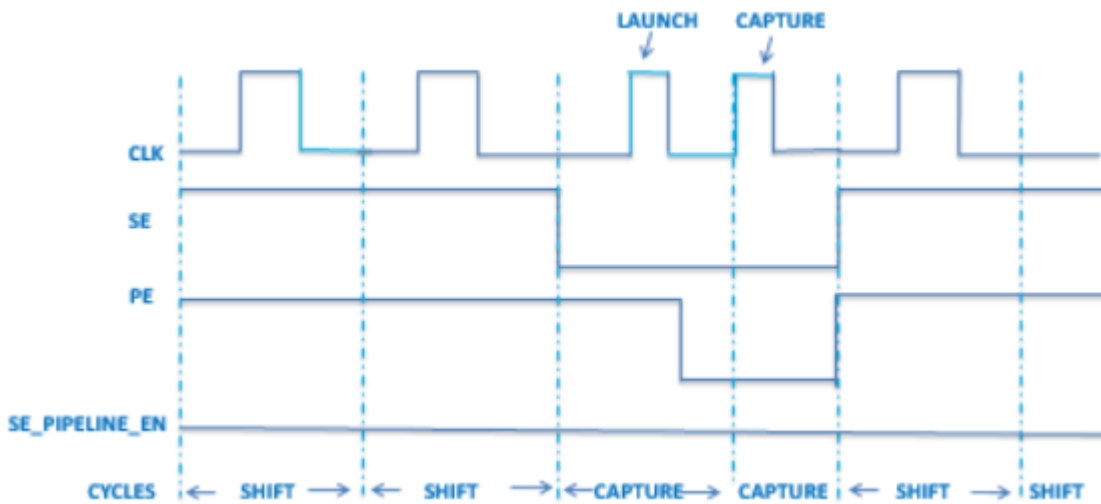 LAUNCH CAPTURE
CLK
SE
PE
SE_PIPELINE_EN
CYCLES SHIFT SHIFT CAPTURE CAPTURE SHIFT SHIFT